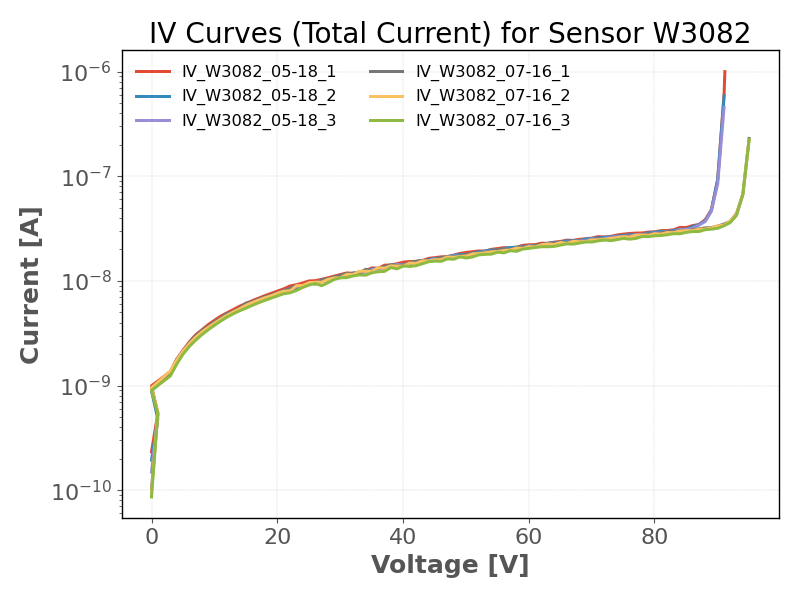 IV Curves (Total Current) for Sensor W3082
IV_W3082_05-18_1
IV_W3082_05-18_2
IV_W3082_05-18_3
IV_W3082_07-16_1
IV_W3082_07-16_2
IV_W3082_07-16_3
Current [A]
10⁻⁶
10⁻⁷
10⁻⁸
10⁻⁹
10⁻¹⁰
0 20 40 60 80
Voltage [V]